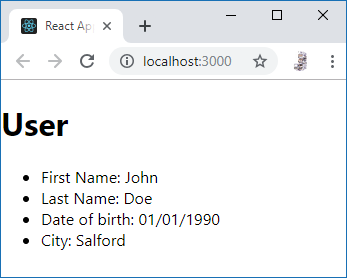 React App
localhost:3000
User
First Name: John
Last Name: Doe
Date of birth: 01/01/1990
City: Salford